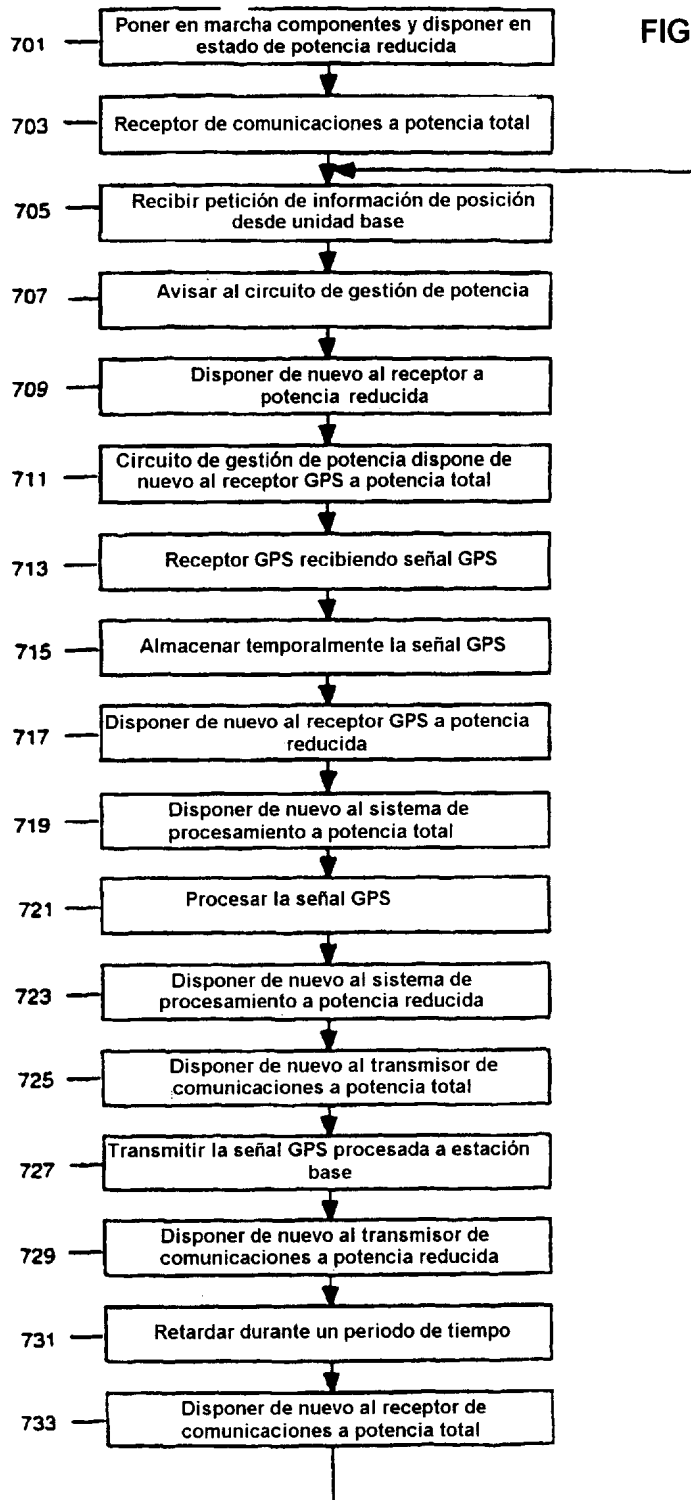 FIG
701
Poner en marcha componentes y disponer en
estado de potencia reducida
703
Receptor de comunicaciones a potencia total
705
Recibir petición de información de posición
desde unidad base
707
Avisar al circuito de gestión de potencia
709
Disponer de nuevo al receptor a
potencia reducida
711
Circuito de gestión de potencia dispone de
nuevo al receptor GPS a potencia total
713
Receptor GPS recibiendo señal GPS
715
Almacenar temporalmente la señal GPS
717
Disponer de nuevo al receptor GPS a potencia
reducida
719
Disponer de nuevo al sistema de
procesamiento a potencia total
721
Procesar la señal GPS
723
Disponer de nuevo al sistema de
procesamiento a potencia reducida
725
Disponer de nuevo al transmisor de
comunicaciones a potencia total
727
Transmitir la señal GPS procesada a estación
base
729
Disponer de nuevo al transmisor de
comunicaciones a potencia reducida
731
Retardar durante un periodo de tiempo
733
Disponer de nuevo al receptor de
comunicaciones a potencia total